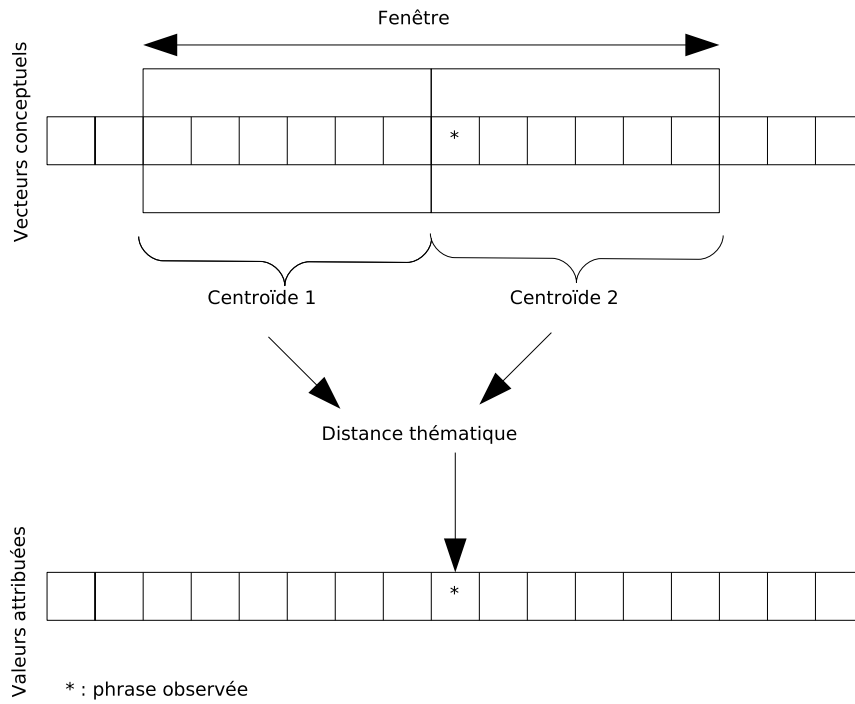 Fenêtre
Vecteurs conceptuels
*
Centroïde 1
Centroïde 2
Distance thématique
Valeurs attribuées
*
* : phrase observée